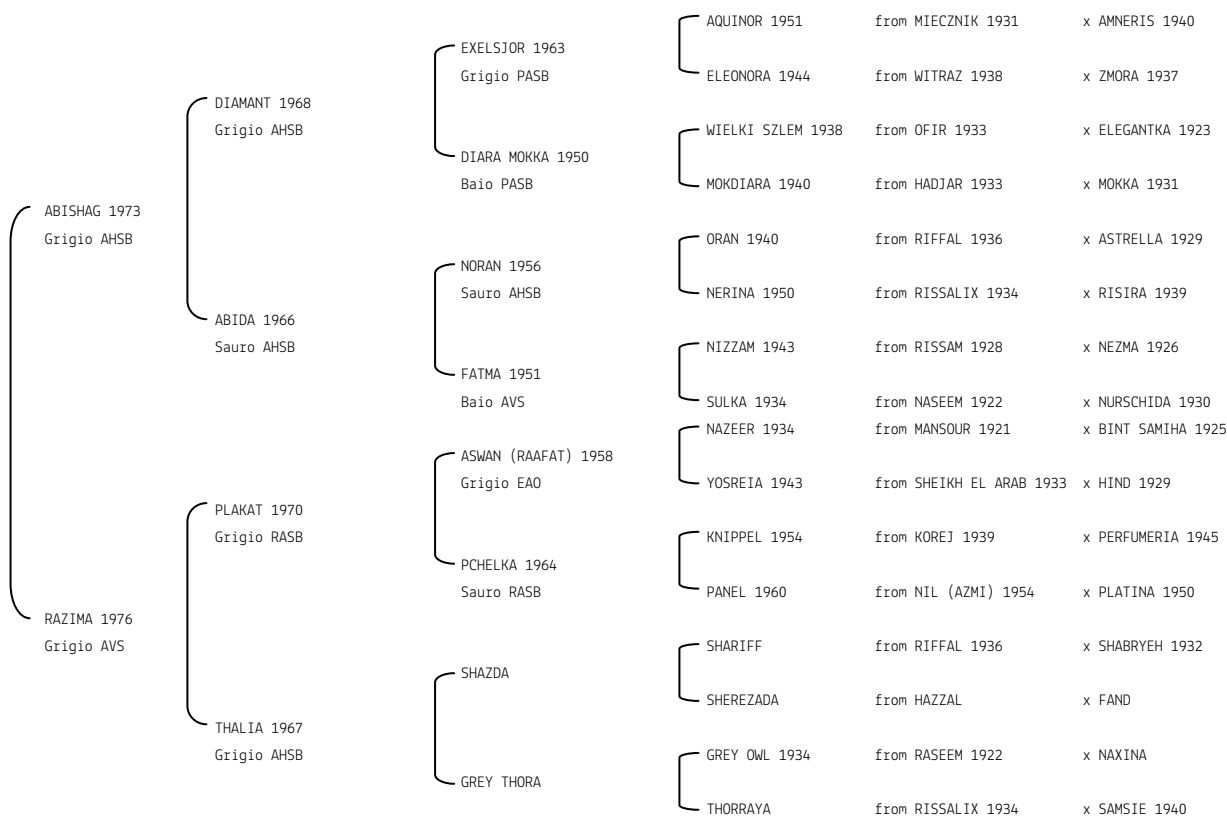 AQUINOR 1951 from MIECZNIK 1931 x AMNERIS 1940
EXELSJOR 1963
Grigio PASB
ELEONORA 1944 from WITRAZ 1938 x ZMORA 1937
DIAMANT 1968
Grigio AHSB
WIELKI SZLEM 1938 from OFIR 1933 x ELEGANTKA 1923
DIARA MOKKA 1950
Baio PASB
MOKDIARA 1940 from HADJAR 1933 x MOKKA 1931
ABISHAG 1973
Grigio AHSB
ORAN 1940 from RIFFAL 1936 x ASTRELLA 1929
NORAN 1956
Sauro AHSB
NERINA 1950 from RISSALIX 1934 x RISIRA 1939
ABIDA 1966
Sauro AHSB
NIZZAM 1943 from RISSAM 1928 x NEZMA 1926
FATMA 1951
Baio AVS
SULKA 1934 from NASEEM 1922 x NURSCHIDA 1930
NAZEER 1934 from MANSOUR 1921 x BINT SAMIHA 1925
ASWAN (RAAFAT) 1958
Grigio EAO
YOSREIA 1943 from SHEIKH EL ARAB 1933 x HIND 1929
PLAKAT 1970
Grigio RASB
KNIPPEL 1954 from KOREJ 1939 x PERFUMERIA 1945
PCHELKA 1964
Sauro RASB
PANEL 1960 from NIL (AZMI) 1954 x PLATINA 1950
RAZIMA 1976
Grigio AVS
SHARIFF from RIFFAL 1936 x SHABRYEH 1932
SHAZDA
SHEREZADA from HAZZAL x FAND
THALIA 1967
Grigio AHSB
GREY OWL 1934 from RASEEM 1922 x NAXINA
GREY THORA
THORRAYA from RISSALIX 1934 x SAMSIE 1940